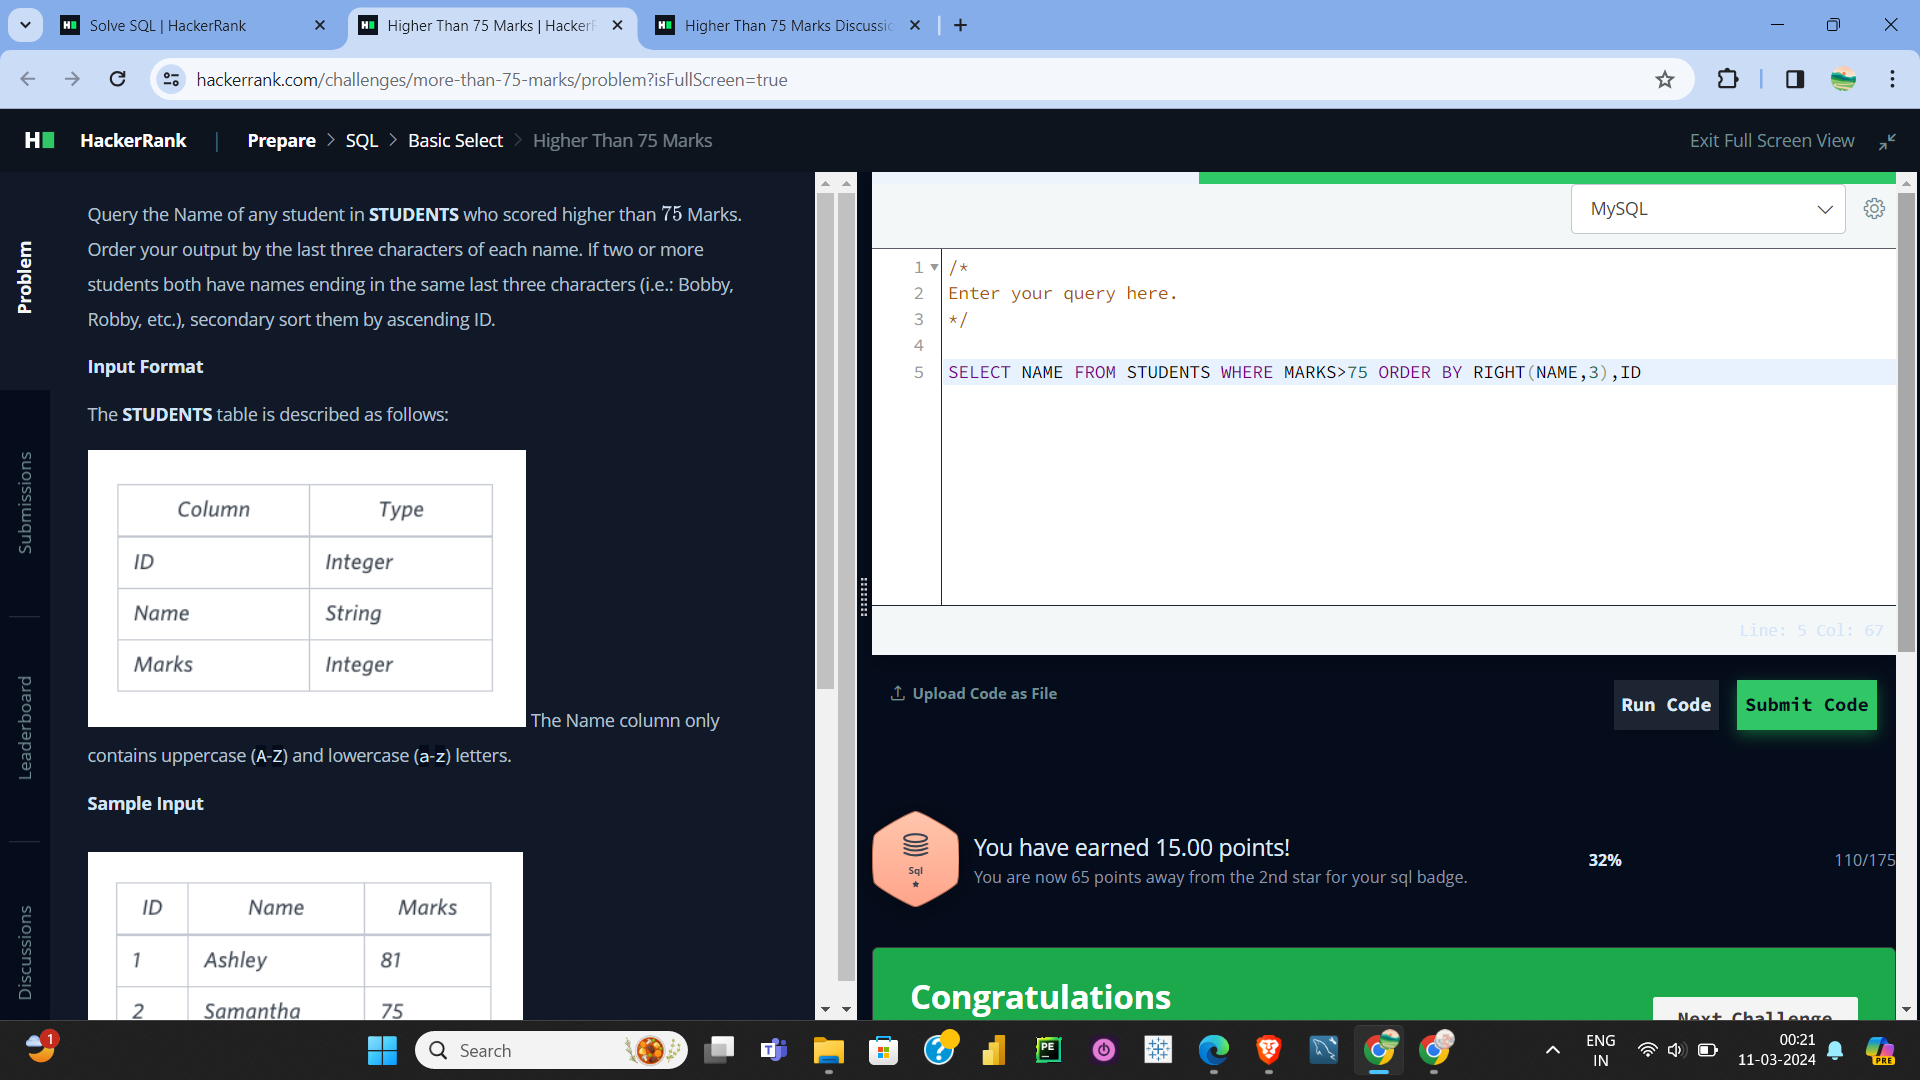 Solve SQL | HackerRank
Higher Than 75 Marks | Hacker
Higher Than 75 Marks Discussi
hackerrank.com/challenges/more-than-75-marks/problem?isFullScreen=true
H
HackerRank | Prepare > SQL > Basic Select > Higher Than 75 Marks
Exit Full Screen View
Problem
Submissions
Leaderboard
Discussions
Query the Name of any student in STUDENTS who scored higher than 75 Marks.
Order your output by the last three characters of each name. If two or more
students both have names ending in the same last three characters (i.e.: Bobby,
Robby, etc.), secondary sort them by ascending ID.
Input Format
The STUDENTS table is described as follows:
Column Type
ID Integer
Name String
Marks Integer
The Name column only
contains uppercase (A-Z) and lowercase (a-z) letters.
Sample Input
ID Name Marks
1 Ashley 81
2 Samantha 75
MySQL
1 /*
2 Enter your query here.
3 */
4
5 SELECT NAME FROM STUDENTS WHERE MARKS>75 ORDER BY RIGHT(NAME,3),ID
Line: 5 Col: 67
Upload Code as File
Run Code
Submit Code
Sql
You have earned 15.00 points!
You are now 65 points away from the 2nd star for your sql badge.
32%
110/175
Congratulations
Next Challenge
1
Search
PE
ENG
IN
00:21
11-03-2024
PRE